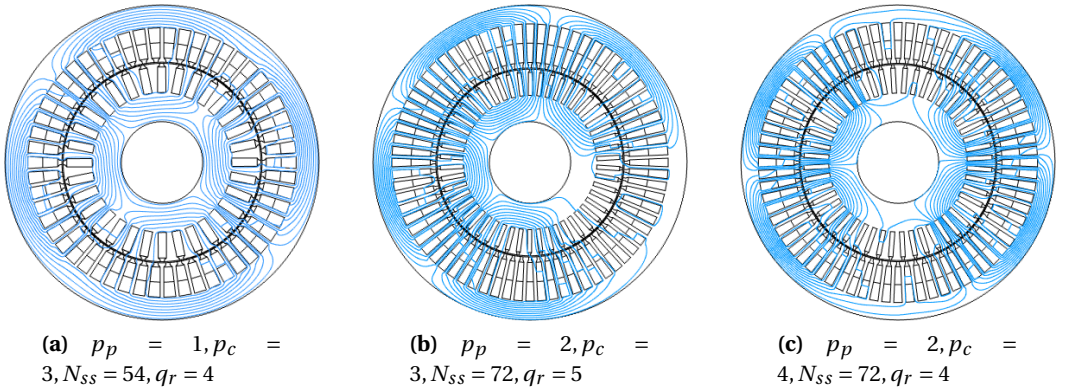 (a) p_p = 1, p_c =
3, N_ss = 54, q_r = 4
(b) p_p = 2, p_c =
3, N_ss = 72, q_r = 5
(c) p_p = 2, p_c =
4, N_ss = 72, q_r = 4